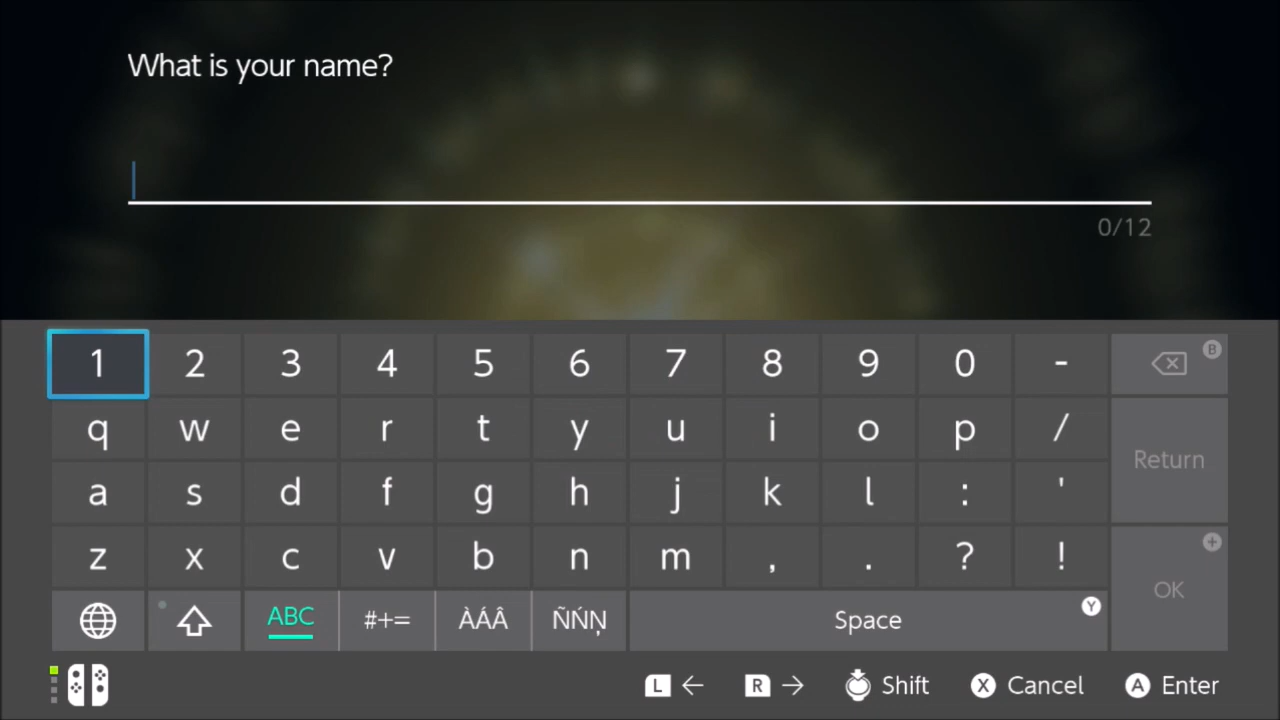 What is your name?
0/12
1 2 3 4 5 6 7 8 9 0 -
B
q w e r t y u i o p /
Return
a s d f g h j k l : '
z x c v b n m , . ? !
+
OK
ABC #+= ÀÁÂ ÑŃŅ Space Y
L ← R → Shift X Cancel A Enter